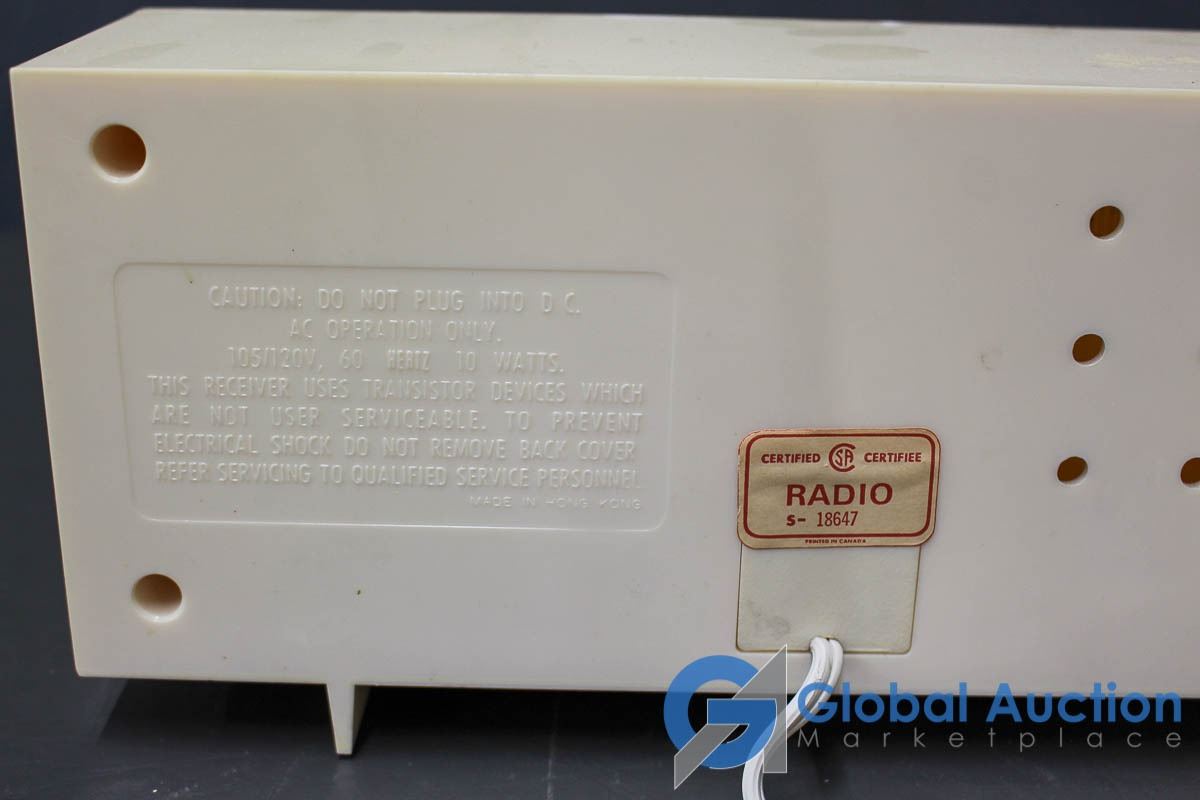 CAUTION: DO NOT PLUG INTO D C.
AC OPERATION ONLY.
105/120V, 60 HERTZ 10 WATTS.
THIS RECEIVER USES TRANSISTOR DEVICES WHICH
ARE NOT USER SERVICEABLE. TO PREVENT
ELECTRICAL SHOCK DO NOT REMOVE BACK COVER
REFER SERVICING TO QUALIFIED SERVICE PERSONNEL
MADE IN HONG KONG
CERTIFIED CSA CERTIFIEE
RADIO
S- 18647
PRINTED IN CANADA
Global Auction
Marketplace